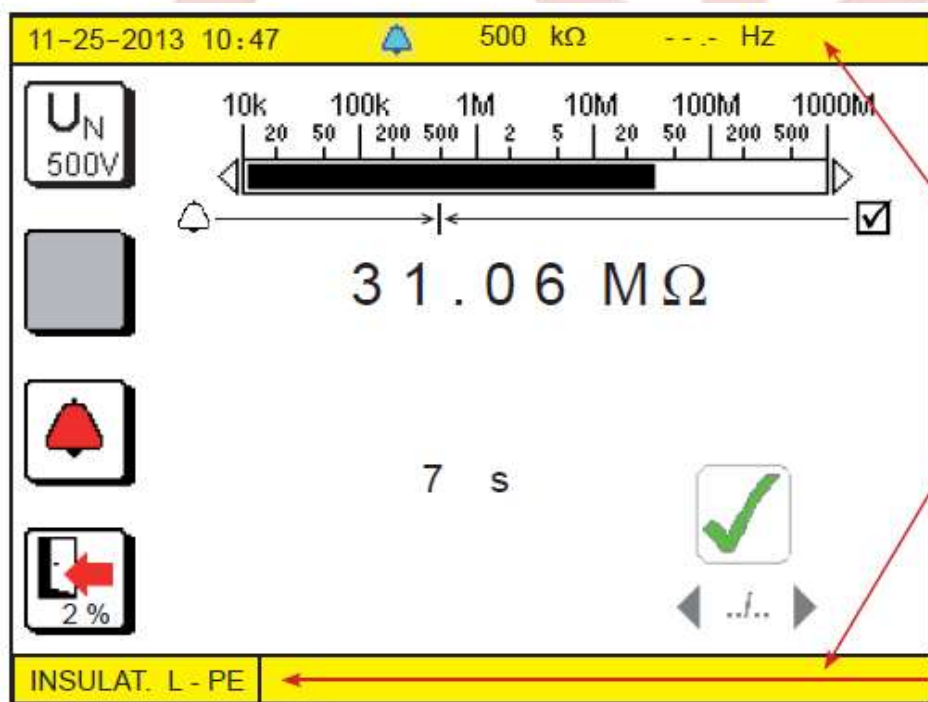 11-25-2013 10:47 500 kΩ - - .- Hz
UN
500V
10k 100k 1M 10M 100M 1000M
20 50 200 500 2 5 20 50 200 500
31.06 MΩ
7 s
../..
2 %
INSULAT. L - PE